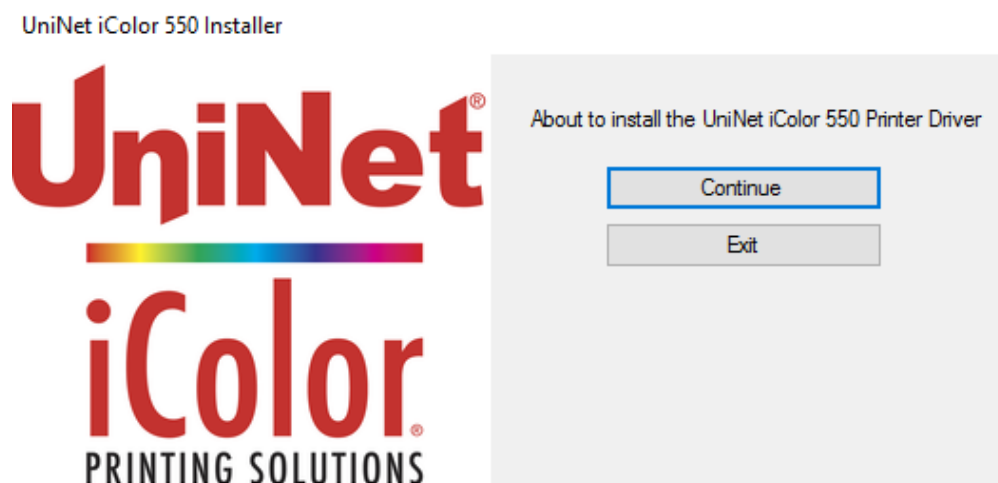 UniNet iColor 550 Installer
UniNet®
iColor®
PRINTING SOLUTIONS
About to install the UniNet iColor 550 Printer Driver
Continue
Exit